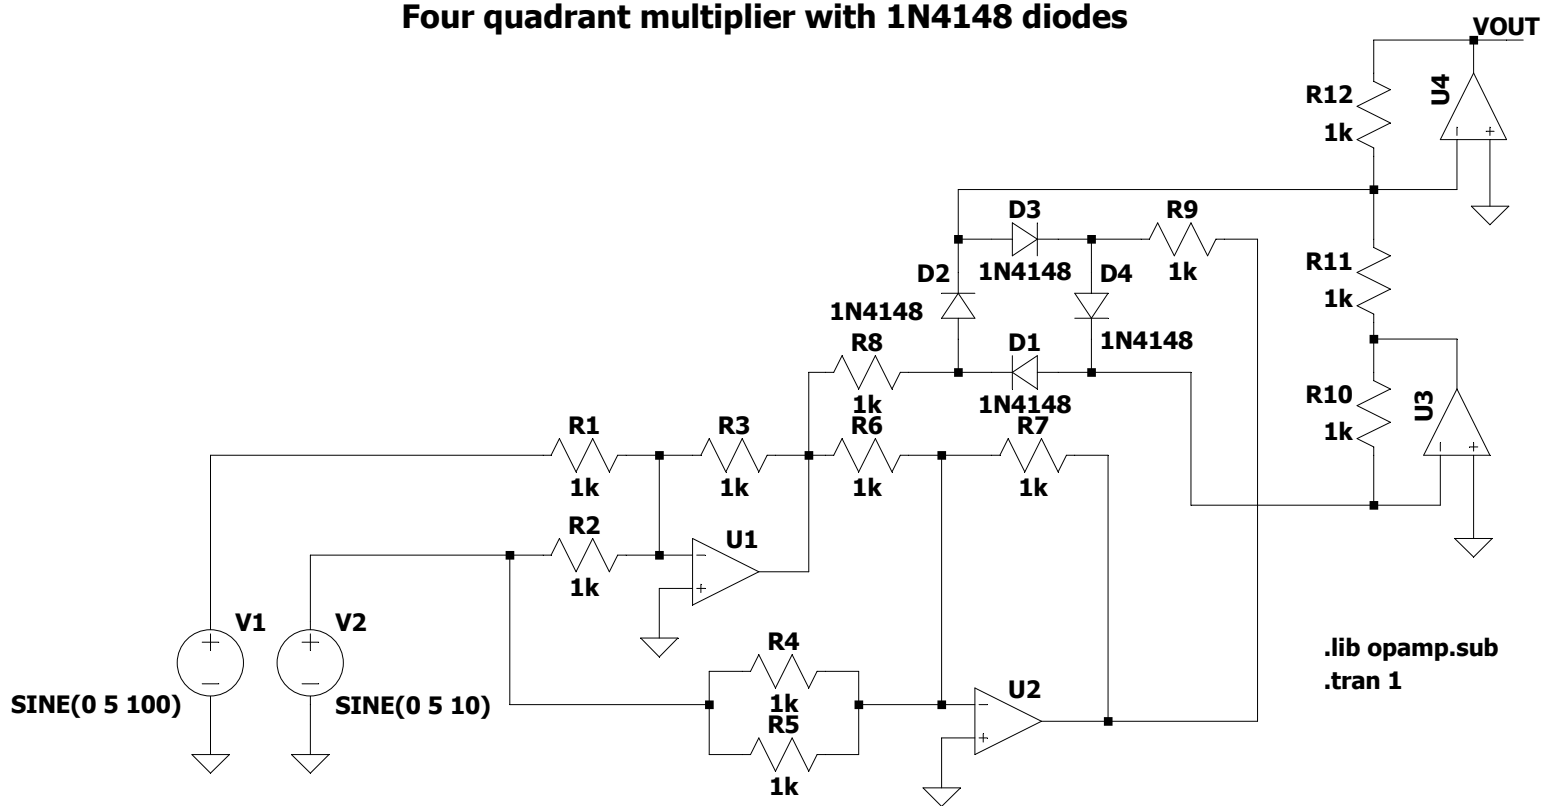 Four quadrant multiplier with 1N4148 diodes
VOUT
R12
1k
U4
D3
1N4148
R9
1k
D2
1N4148
D4
1N4148
R11
1k
R8
1k
D1
1N4148
R10
1k
U3
R1
1k
R3
1k
R6
1k
R7
1k
R2
1k
U1
V1
SINE(0 5 100)
V2
SINE(0 5 10)
R4
1k
R5
1k
U2
.lib opamp.sub
.tran 1